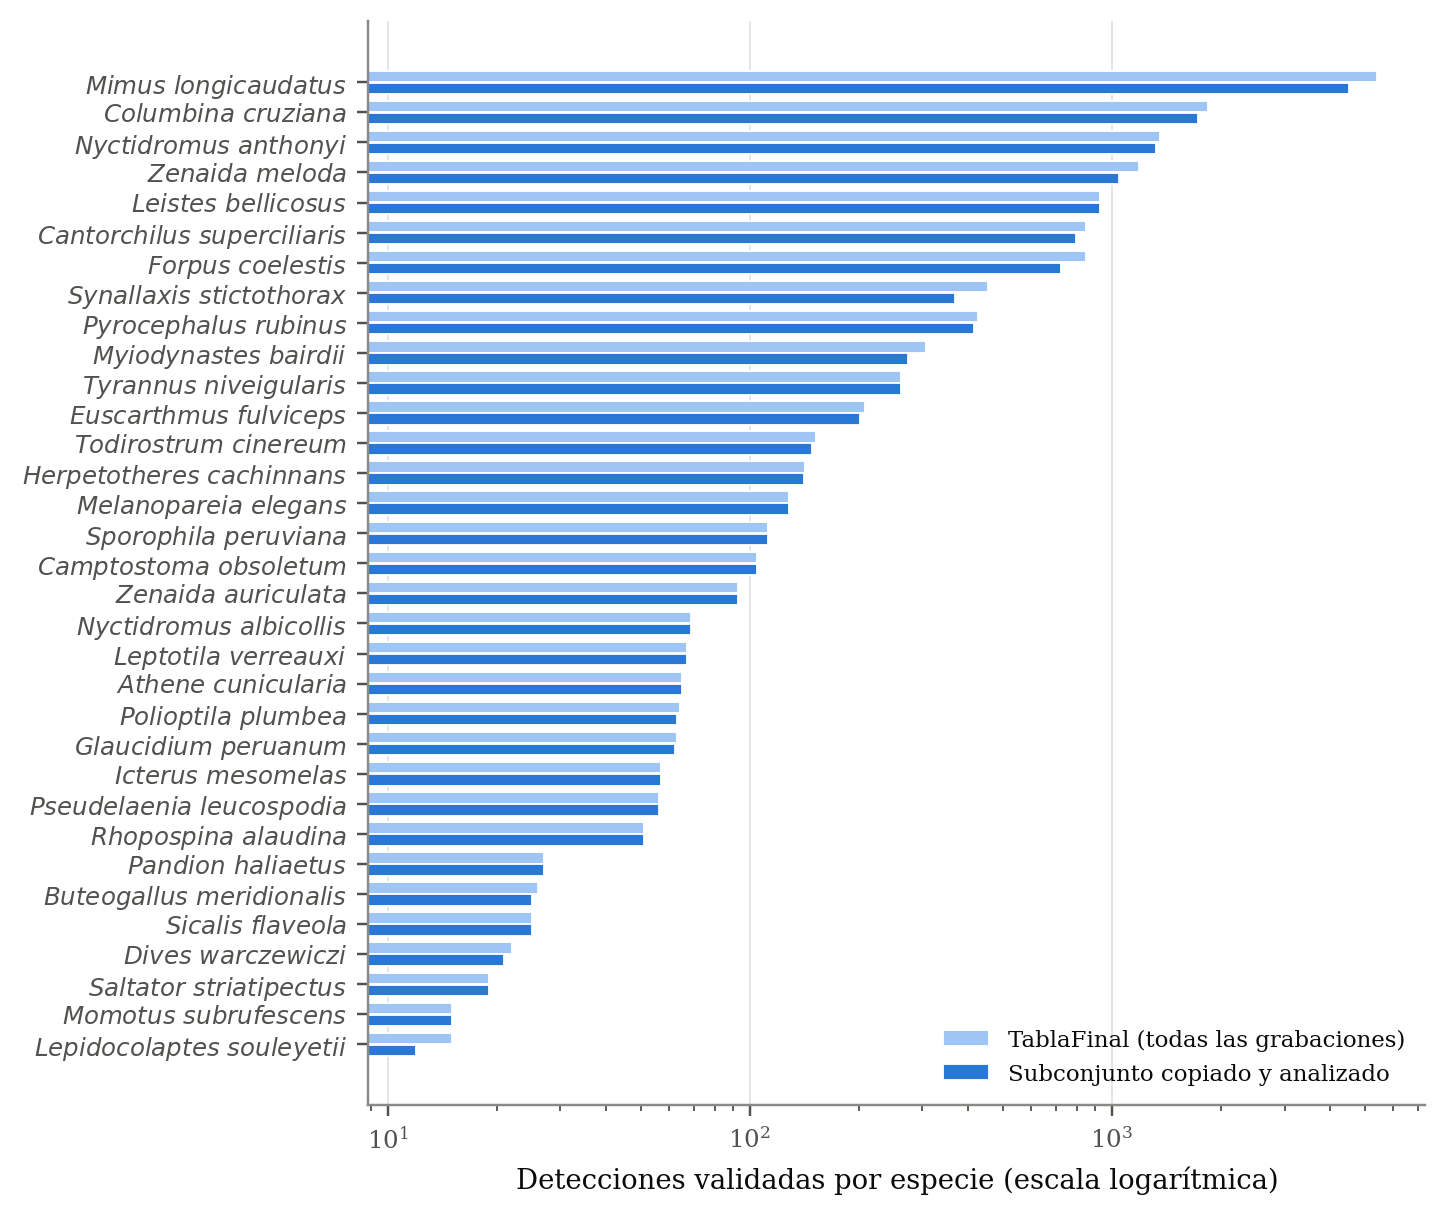 Mimus longicaudatus
Columbina cruziana
Nyctidromus anthonyi
Zenaida meloda
Leistes bellicosus
Cantorchilus superciliaris
Forpus coelestis
Synallaxis stictothorax
Pyrocephalus rubinus
Myiodynastes bairdii
Tyrannus niveigularis
Euscarthmus fulviceps
Todirostrum cinereum
Herpetotheres cachinnans
Melanopareia elegans
Sporophila peruviana
Camptostoma obsoletum
Zenaida auriculata
Nyctidromus albicollis
Leptotila verreauxi
Athene cunicularia
Polioptila plumbea
Glaucidium peruanum
Icterus mesomelas
Pseudelaenia leucospodia
Rhopospina alaudina
Pandion haliaetus
Buteogallus meridionalis
Sicalis flaveola
Dives warczewiczi
Saltator striatipectus
Momotus subrufescens
Lepidocolaptes souleyetii
TablaFinal (todas las grabaciones)
Subconjunto copiado y analizado
10¹ 10² 10³
Detecciones validadas por especie (escala logarítmica)